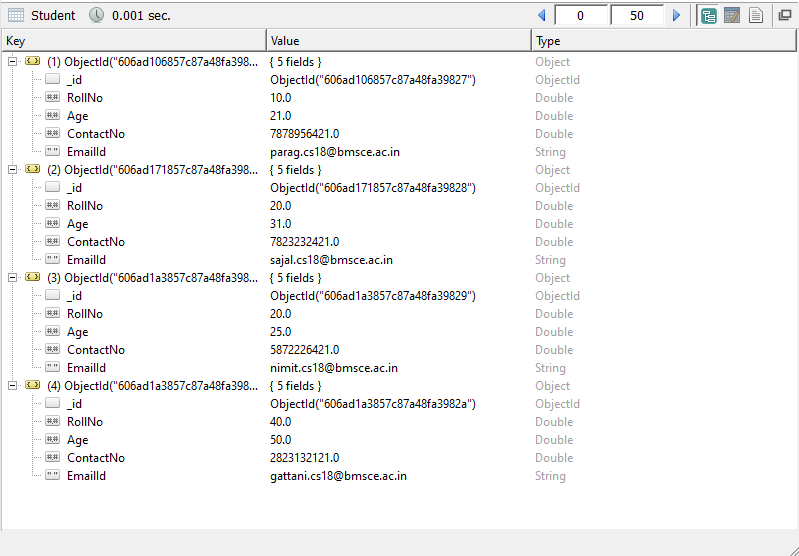 Student 0.001 sec. 0 50
Key Value Type
(1) ObjectId("606ad106857c87a48fa398... { 5 fields } Object
_id ObjectId("606ad106857c87a48fa39827") ObjectId
RollNo 10.0 Double
Age 21.0 Double
ContactNo 7878956421.0 Double
EmailId parag.cs18@bmsce.ac.in String
(2) ObjectId("606ad171857c87a48fa398... { 5 fields } Object
_id ObjectId("606ad171857c87a48fa39828") ObjectId
RollNo 20.0 Double
Age 31.0 Double
ContactNo 7823232421.0 Double
EmailId sajal.cs18@bmsce.ac.in String
(3) ObjectId("606ad1a3857c87a48fa398... { 5 fields } Object
_id ObjectId("606ad1a3857c87a48fa39829") ObjectId
RollNo 20.0 Double
Age 25.0 Double
ContactNo 5872226421.0 Double
EmailId nimit.cs18@bmsce.ac.in String
(4) ObjectId("606ad1a3857c87a48fa398... { 5 fields } Object
_id ObjectId("606ad1a3857c87a48fa3982a") ObjectId
RollNo 40.0 Double
Age 50.0 Double
ContactNo 2823132121.0 Double
EmailId gattani.cs18@bmsce.ac.in String